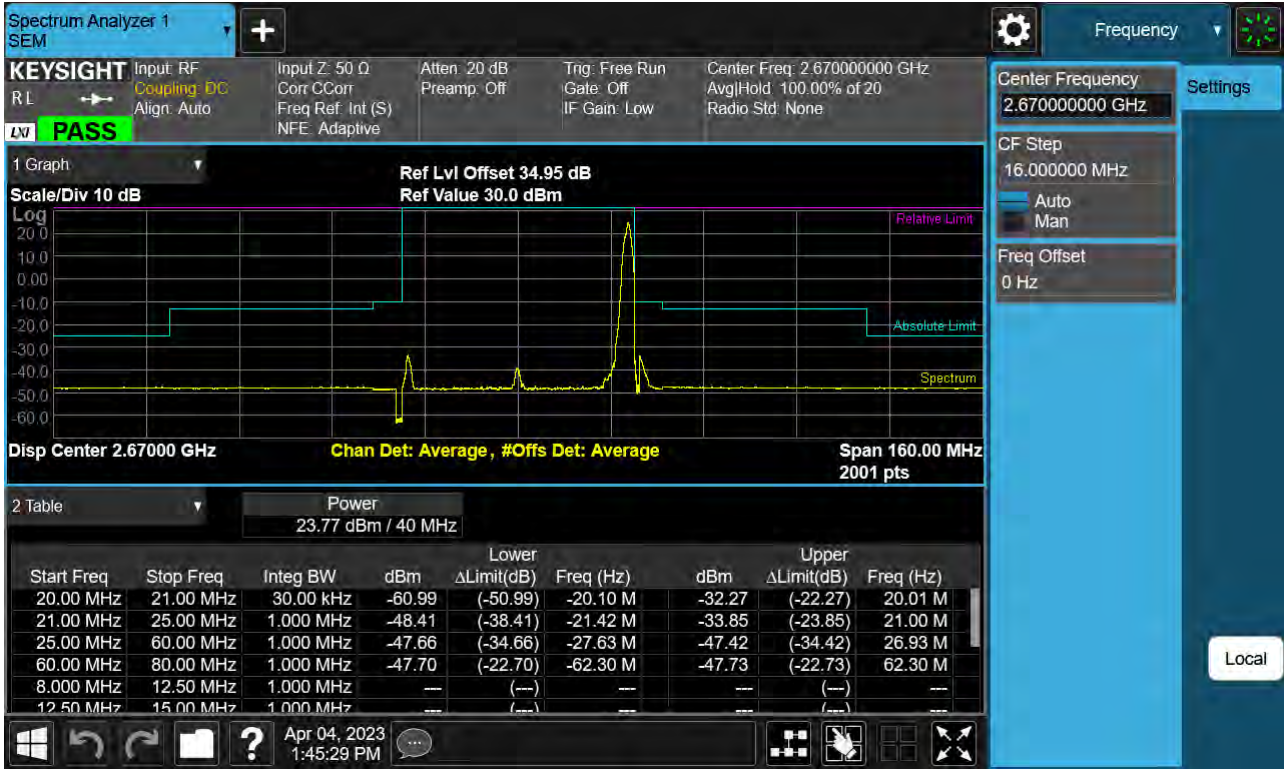 Spectrum Analyzer 1
SEM
+
Frequency
KEYSIGHT
Input: RF
Coupling: DC
Align: Auto
Input Z: 50 Ω
Corr CCorr
Freq Ref: Int (S)
NFE: Adaptive
Atten: 20 dB
Preamp: Off
Trig: Free Run
Gate: Off
IF Gain: Low
Center Freq: 2.670000000 GHz
Avg|Hold: 100.00% of 20
Radio Std: None
R L
LXI PASS
Center Frequency
2.670000000 GHz
Settings
CF Step
16.000000 MHz
Auto
Man
Freq Offset
0 Hz
Local
1 Graph
Scale/Div 10 dB
Ref Lvl Offset 34.95 dB
Ref Value 30.0 dBm
Log
20.0
10.0
0.00
-10.0
-20.0
-30.0
-40.0
-50.0
-60.0
Relative Limit
Absolute Limit
Spectrum
Disp Center 2.67000 GHz
Chan Det: Average , #Offs Det: Average
Span 160.00 MHz
2001 pts
2 Table
Power
23.77 dBm / 40 MHz
Lower Upper
Start Freq Stop Freq Integ BW dBm ΔLimit(dB) Freq (Hz) dBm ΔLimit(dB) Freq (Hz)
20.00 MHz 21.00 MHz 30.00 kHz -60.99 (-50.99) -20.10 M -32.27 (-22.27) 20.01 M
21.00 MHz 25.00 MHz 1.000 MHz -48.41 (-38.41) -21.42 M -33.85 (-23.85) 21.00 M
25.00 MHz 60.00 MHz 1.000 MHz -47.66 (-34.66) -27.63 M -47.42 (-34.42) 26.93 M
60.00 MHz 80.00 MHz 1.000 MHz -47.70 (-22.70) -62.30 M -47.73 (-22.73) 62.30 M
8.000 MHz 12.50 MHz 1.000 MHz --- (---) --- --- (---) ---
12.50 MHz 15.00 MHz 1.000 MHz --- (---) --- --- (---) ---
?
Apr 04, 2023
1:45:29 PM